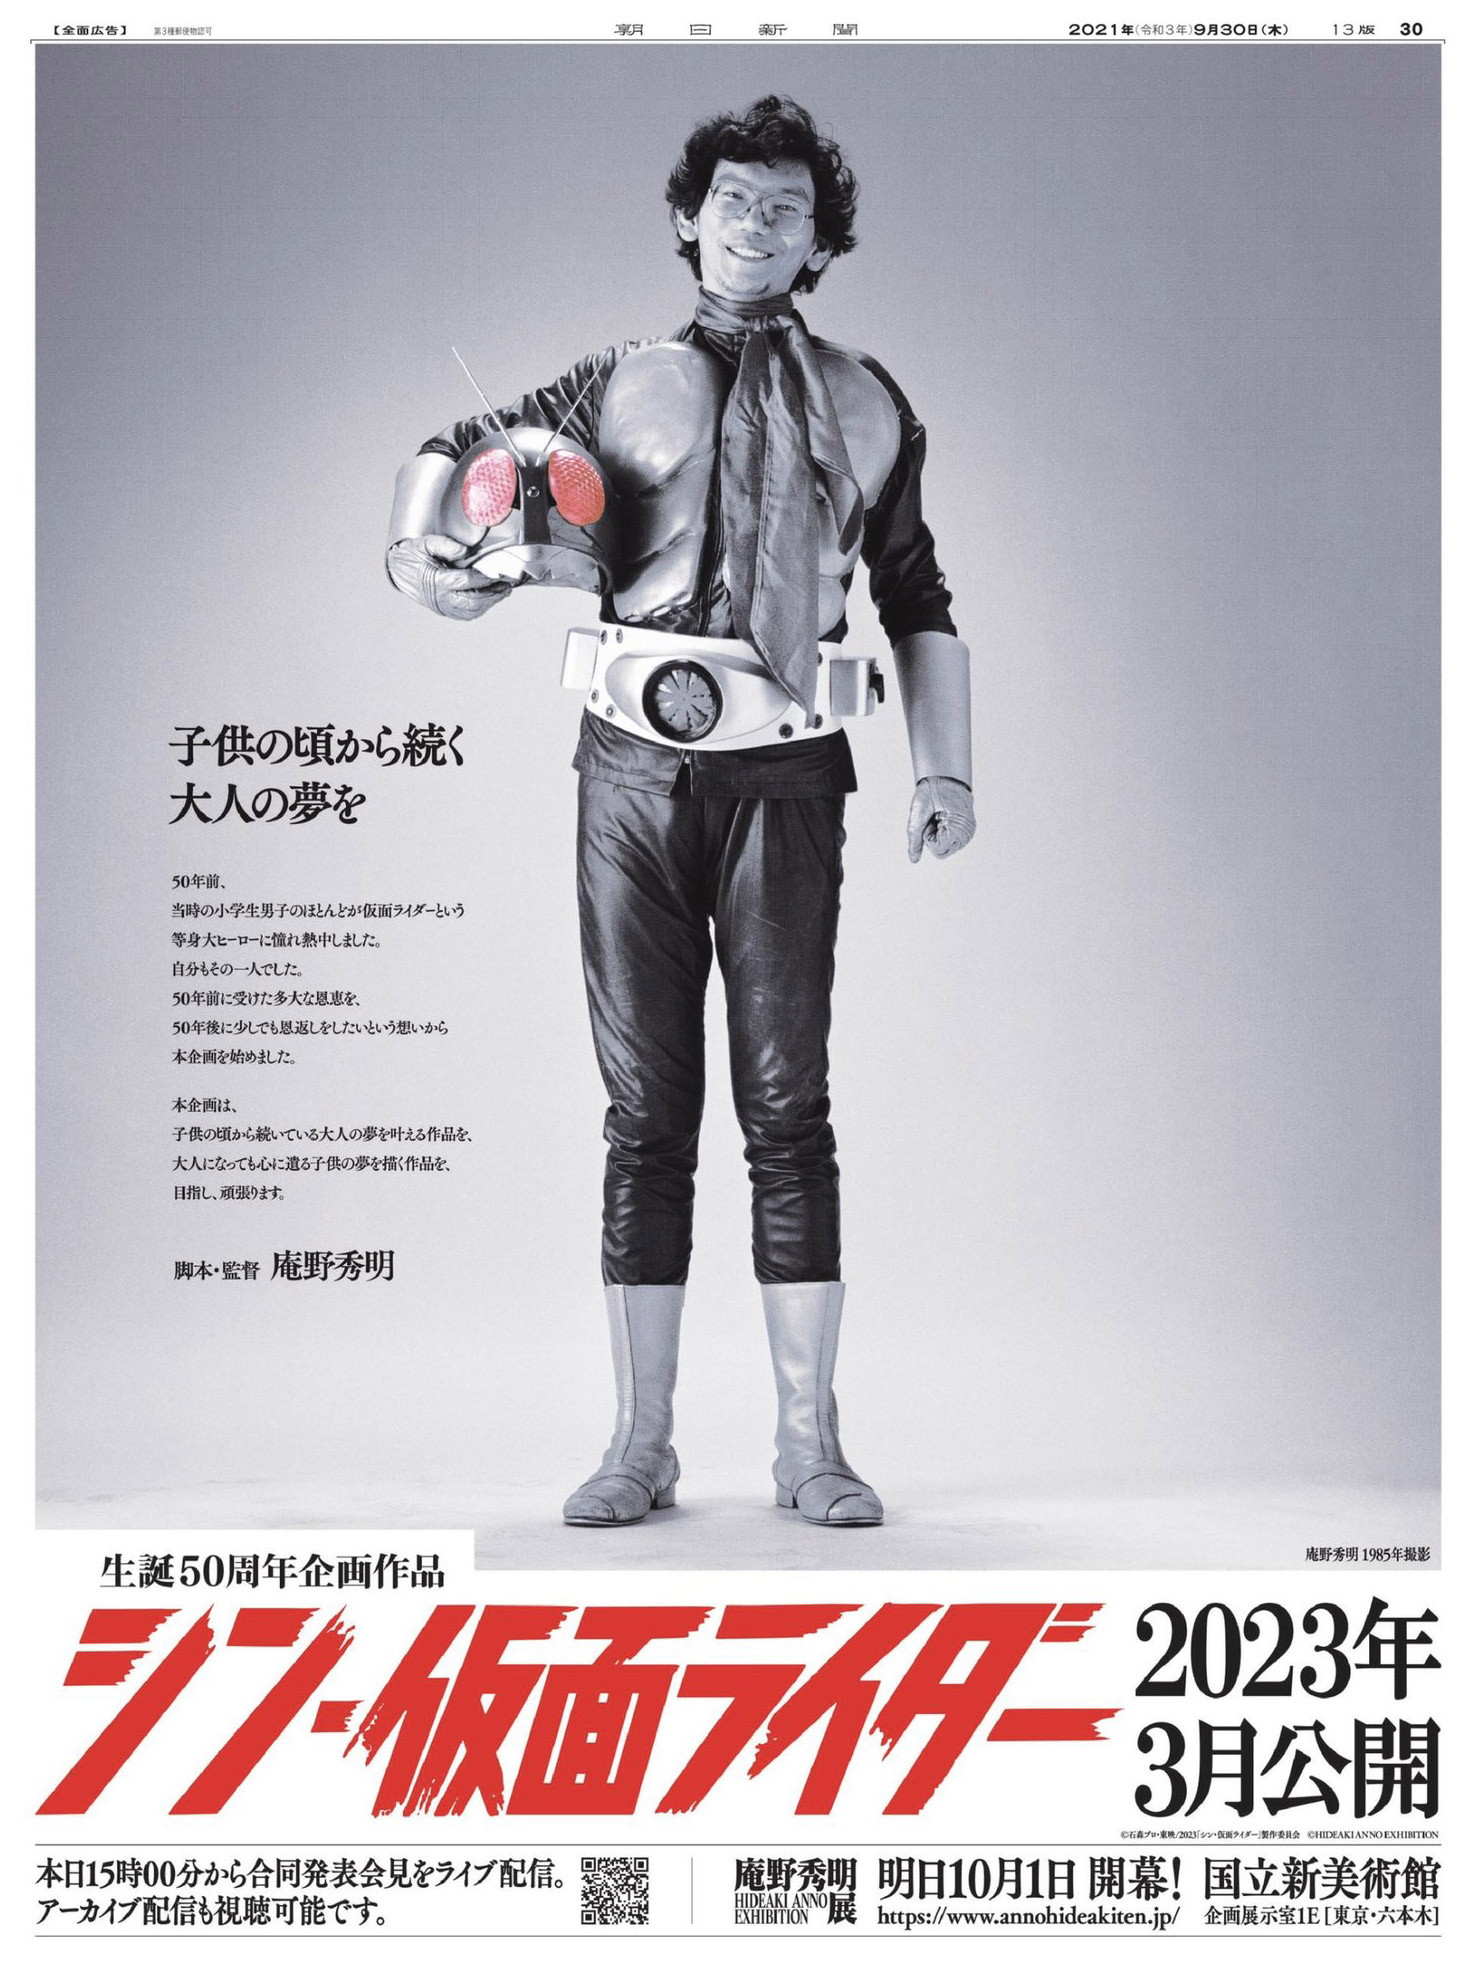 【全面広告】 第3種郵便物認可 朝日新聞 2021年(令和3年)9月30日(木) 13版 30
子供の頃から続く
大人の夢を
50年前、
当時の小学生男子のほとんどが仮面ライダーという
等身大ヒーローに憧れ熱中しました。
自分もその一人でした。
50年前に受けた多大な恩恵を、
50年後に少しでも恩返しをしたいという想いから
本企画を始めました。
本企画は、
子供の頃から続いている大人の夢を叶える作品を、
大人になっても心に遺る子供の夢を描く作品を、
目指し、頑張ります。
脚本・監督 庵野秀明
庵野秀明 1985年撮影
生誕50周年企画作品
シン・仮面ライダー
2023年
3月公開
©石森プロ・東映/2023「シン・仮面ライダー」製作委員会 ©HIDEAKI ANNO EXHIBITION
本日15時00分から合同発表会見をライブ配信。
アーカイブ配信も視聴可能です。
庵野秀明展
HIDEAKI ANNO
EXHIBITION
明日10月1日 開幕!
https://www.annohideakiten.jp/
国立新美術館
企画展示室1E [東京・六本木]